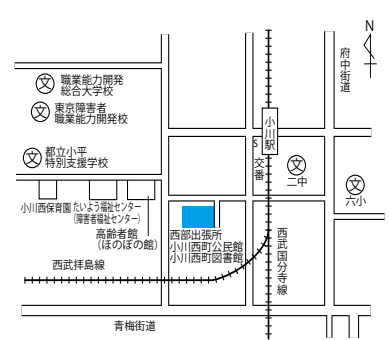 N
府中街道
文
職業能力開発
総合大学校
文
東京障害者
職業能力開発校
小川駅
S
交番
文
都立小平
特別支援学校
文
二中
文
六小
小川西保育園
たいよう福祉センター
(障害者福祉センター)
高齢者館
(ほのぼの館)
西部出張所
小川西町公民館
小川西町図書館
西武国分寺線
西武拝島線
青梅街道